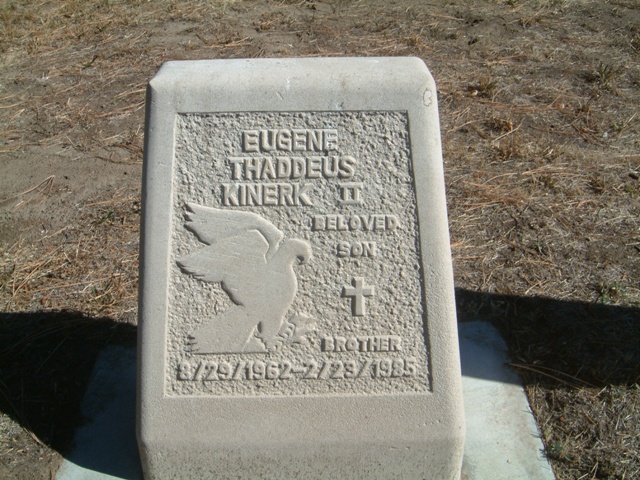 EUGENE
THADDEUS
KINERK II
BELOVED
SON
BROTHER
8/29/1962-2/23/1985